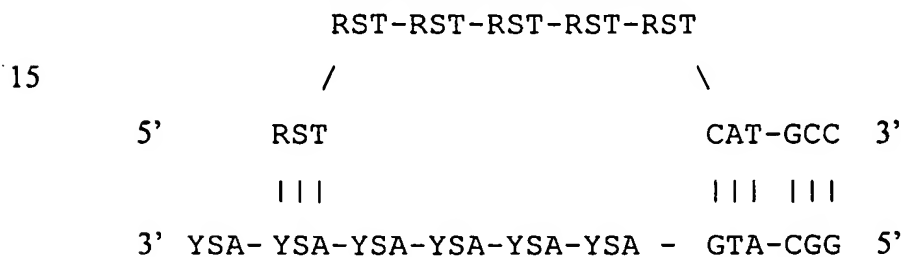 RST-RST-RST-RST-RST
15 / \
5' RST CAT-GCC 3'
||| ||| |||
3' YSA- YSA-YSA-YSA-YSA-YSA - GTA-CGG 5'